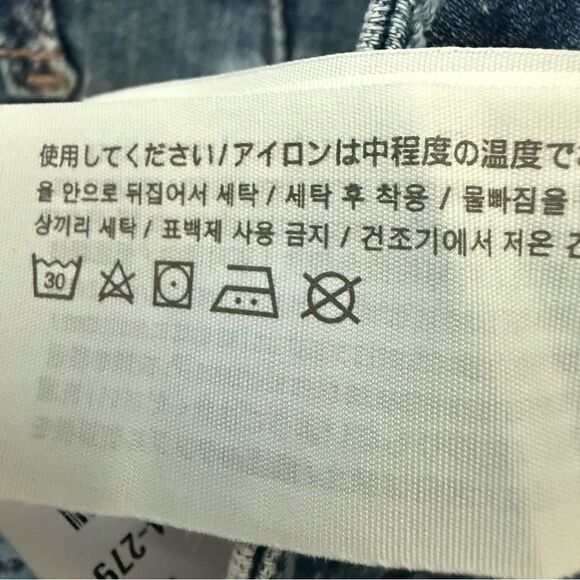 使用してください/アイロンは中程度の温度で
을 안으로 뒤집어서 세탁 / 세탁 후 착용 / 물빠짐을
상끼리 세탁 / 표백제 사용 금지 / 건조기에서 저온 건
30
-279